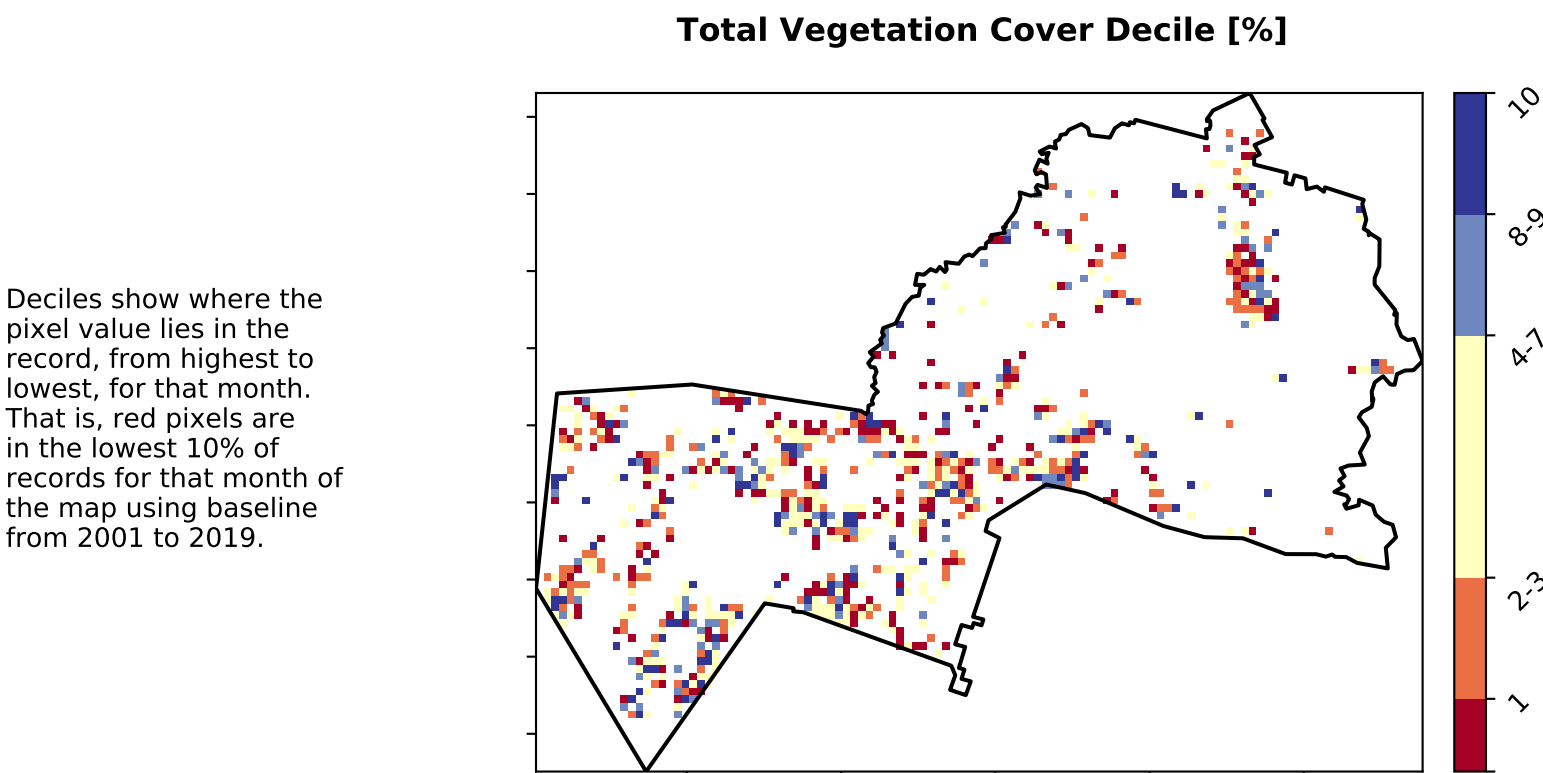 Total Vegetation Cover Decile [%]
Deciles show where the
pixel value lies in the
record, from highest to
lowest, for that month.
That is, red pixels are
in the lowest 10% of
records for that month of
the map using baseline
from 2001 to 2019.
10
8-9
4-7
2-3
1